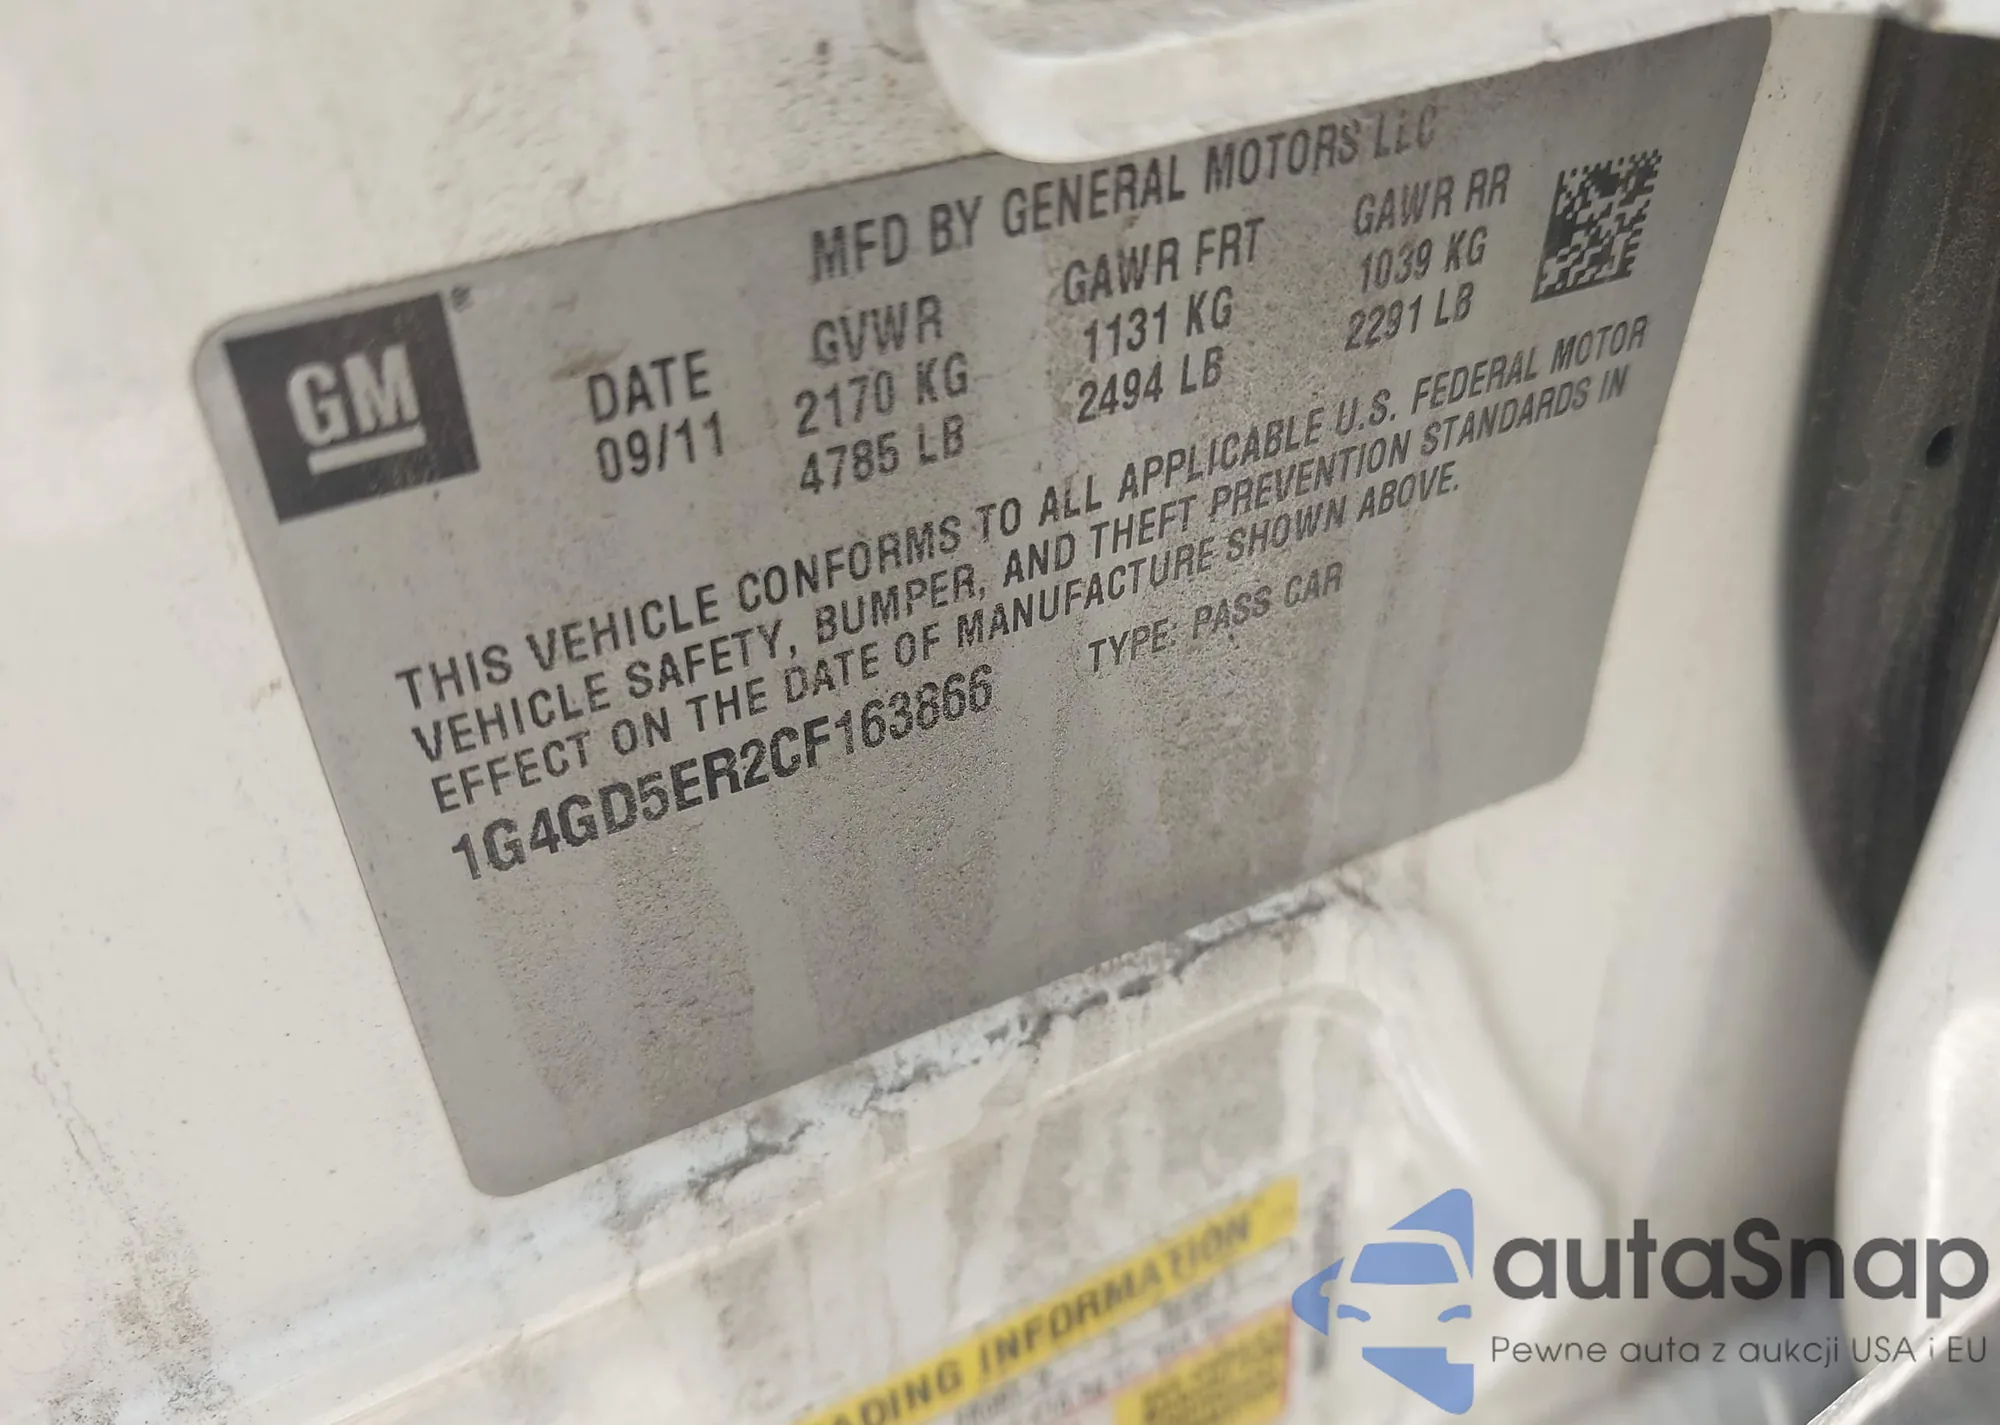 GM®
MFD BY GENERAL MOTORS LLC
DATE GVWR GAWR FRT GAWR RR
09/11 2170 KG 1131 KG 1039 KG
4785 LB 2494 LB 2291 LB
THIS VEHICLE CONFORMS TO ALL APPLICABLE U.S. FEDERAL MOTOR
VEHICLE SAFETY, BUMPER, AND THEFT PREVENTION STANDARDS IN
EFFECT ON THE DATE OF MANUFACTURE SHOWN ABOVE.
1G4GD5ER2CF163866 TYPE: PASS CAR
ADING INFORMATION
autaSnap
Pewne auta z aukcji USA i EU